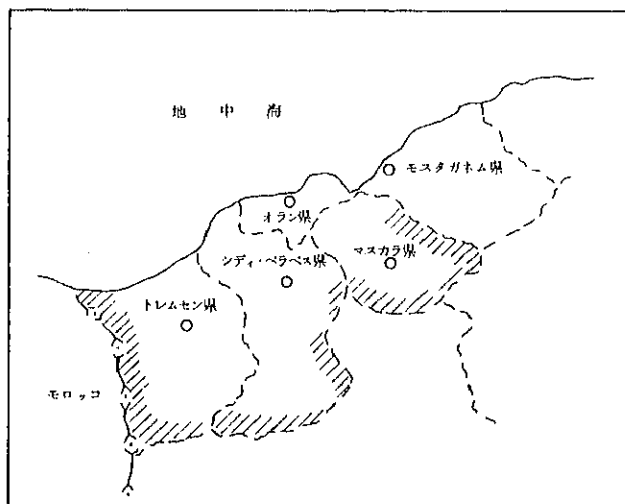 地中海
モスタガネム県
オラン県
マスカラ県
シディ・ベラベス県
トレムセン県
モロッコ